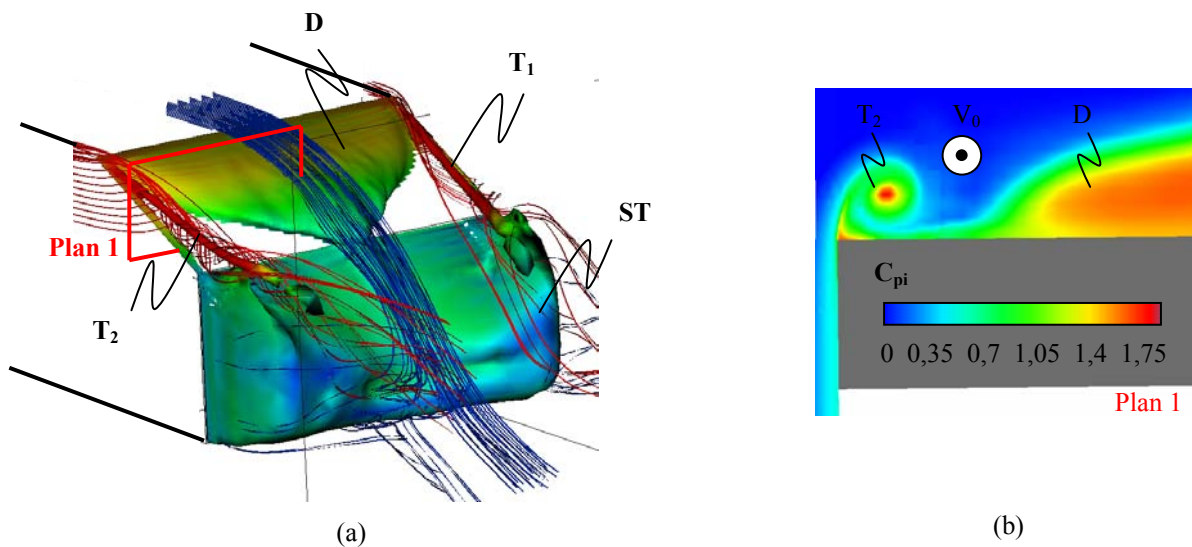 D
T₁
ST
Plan 1
T₂
(a)
T₂ V₀ D
Cₚᵢ
0 0,35 0,7 1,05 1,4 1,75
Plan 1
(b)